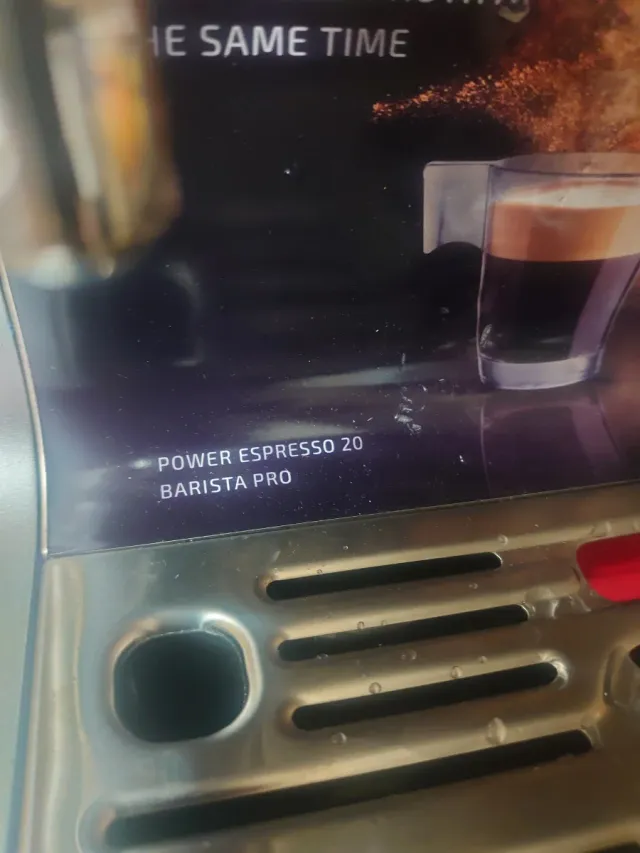 HE SAME TIME
POWER ESPRESSO 20
BARISTA PRO